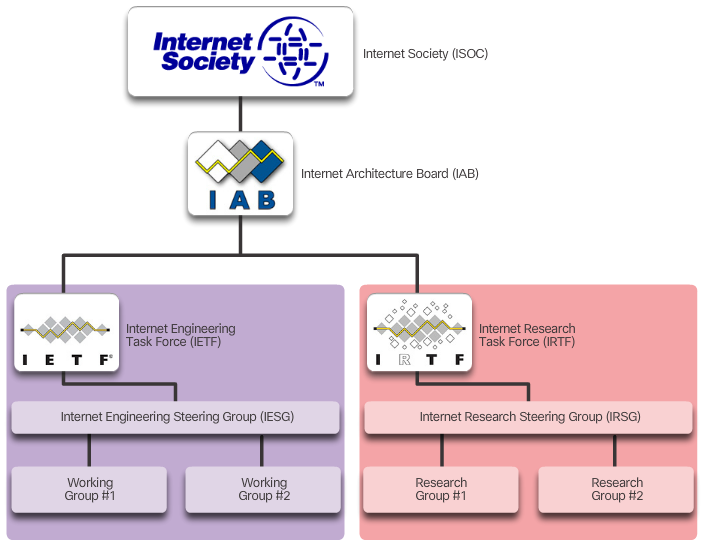 Internet
Society
TM
Internet Society (ISOC)
IAB
Internet Architecture Board (IAB)
IETF®
Internet Engineering
Task Force (IETF)
IRTF
Internet Research
Task Force (IRTF)
Internet Engineering Steering Group (IESG)
Internet Research Steering Group (IRSG)
Working
Group #1
Working
Group #2
Research
Group #1
Research
Group #2